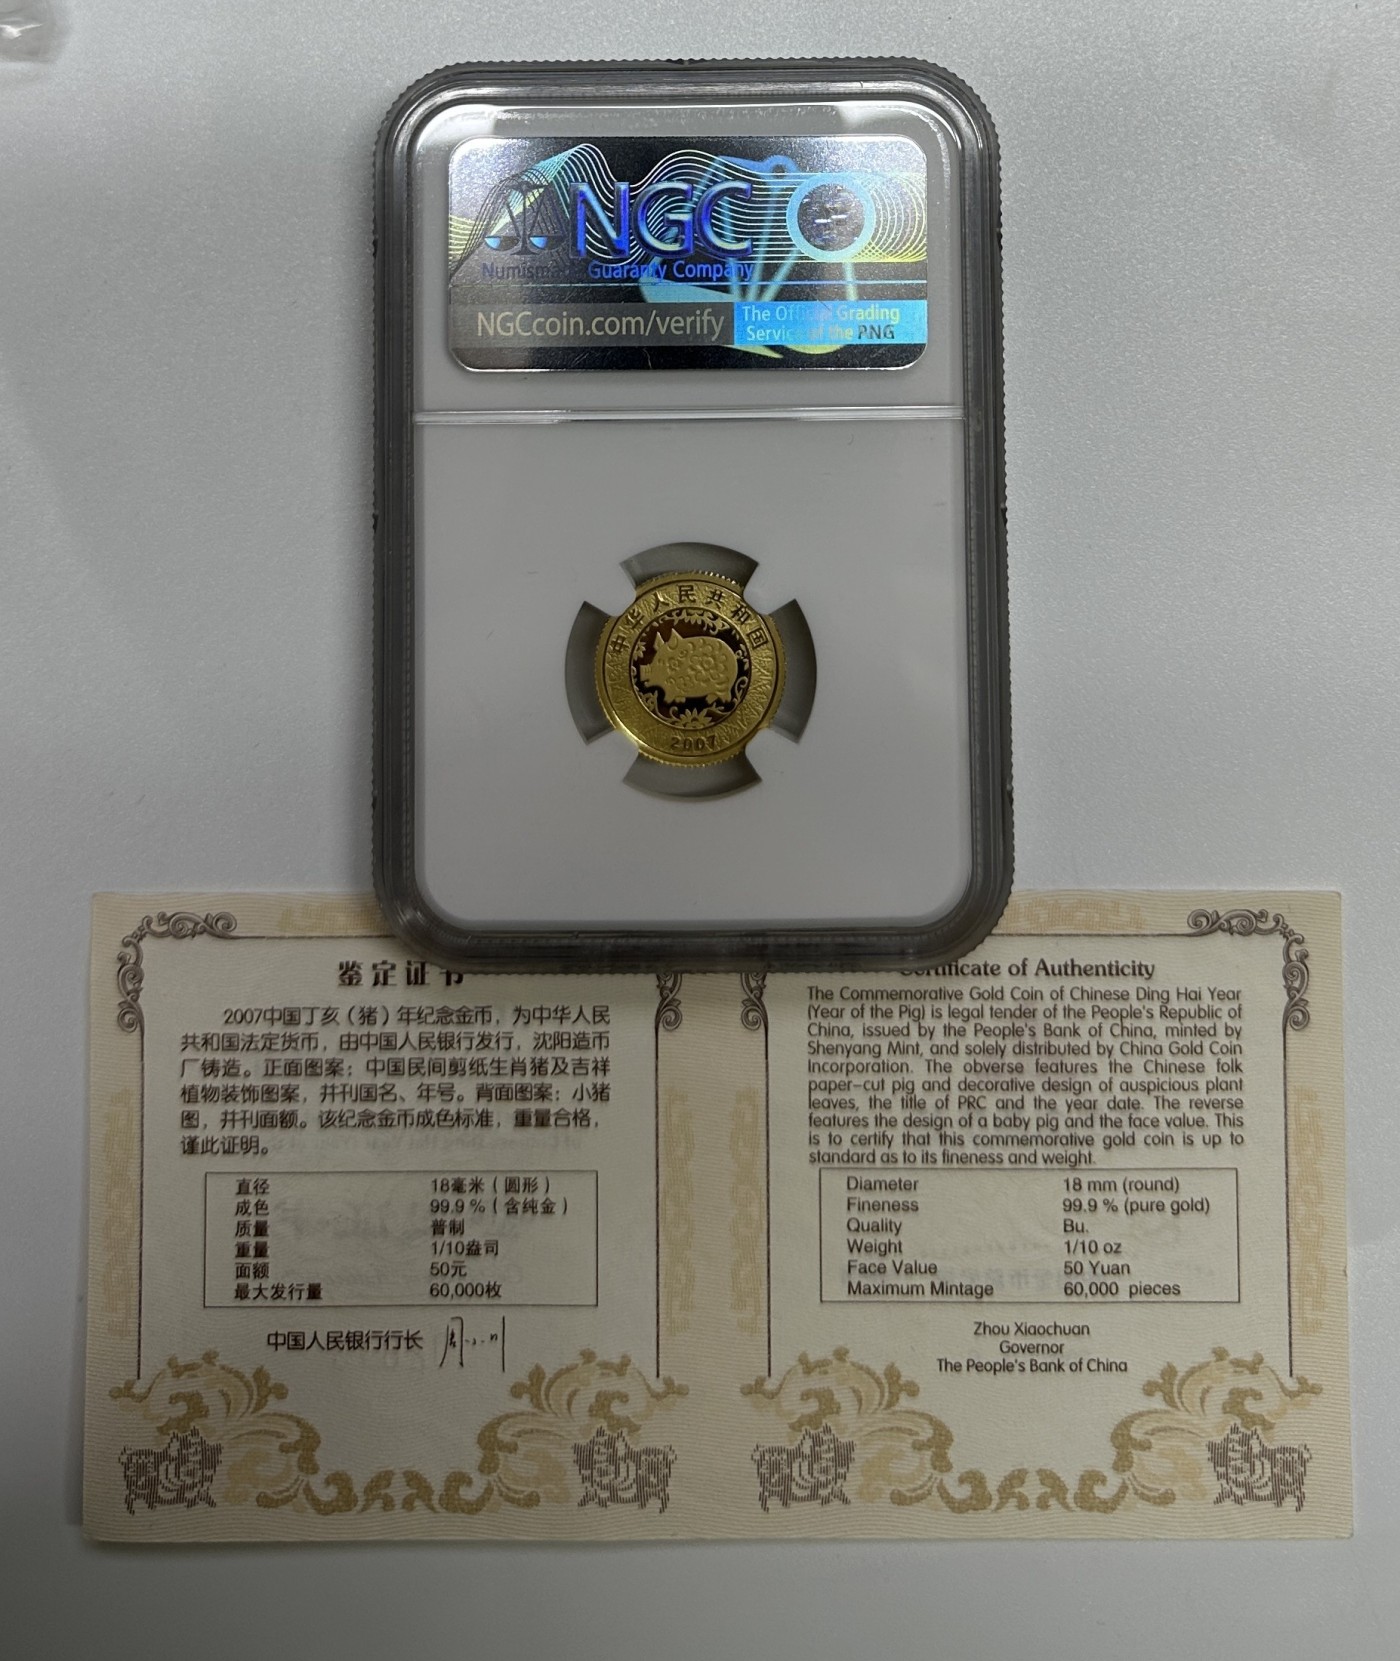 NGC
Numismatic Guaranty Company
NGCcoin.com/verify
The Official Grading
Service of the PNG
中华人民共和国
2007
鉴定证书
2007中国丁亥（猪）年纪念金币，为中华人民
共和国法定货币，由中国人民银行发行，沈阳造币
厂铸造。正面图案：中国民间剪纸生肖猪及吉祥
植物装饰图案，并刊国名、年号。背面图案：小猪
图，并刊面额。该纪念金币成色标准，重量合格，
谨此证明。
直径 18毫米（圆形）
成色 99.9％（含纯金）
质量 普制
重量 1/10盎司
面额 50元
最大发行量 60,000枚
中国人民银行行长
Certificate of Authenticity
The Commemorative Gold Coin of Chinese Ding Hai Year
(Year of the Pig) is legal tender of the People's Republic of
China, issued by the People's Bank of China, minted by
Shenyang Mint, and solely distributed by China Gold Coin
Incorporation. The obverse features the Chinese folk
paper-cut pig and decorative design of auspicious plant
leaves, the title of PRC and the year date. The reverse
features the design of a baby pig and the face value. This
is to certify that this commemorative gold coin is up to
standard as to its fineness and weight.
Diameter 18 mm (round)
Fineness 99.9 % (pure gold)
Quality Bu.
Weight 1/10 oz
Face Value 50 Yuan
Maximum Mintage 60,000 pieces
Zhou Xiaochuan
Governor
The People's Bank of China